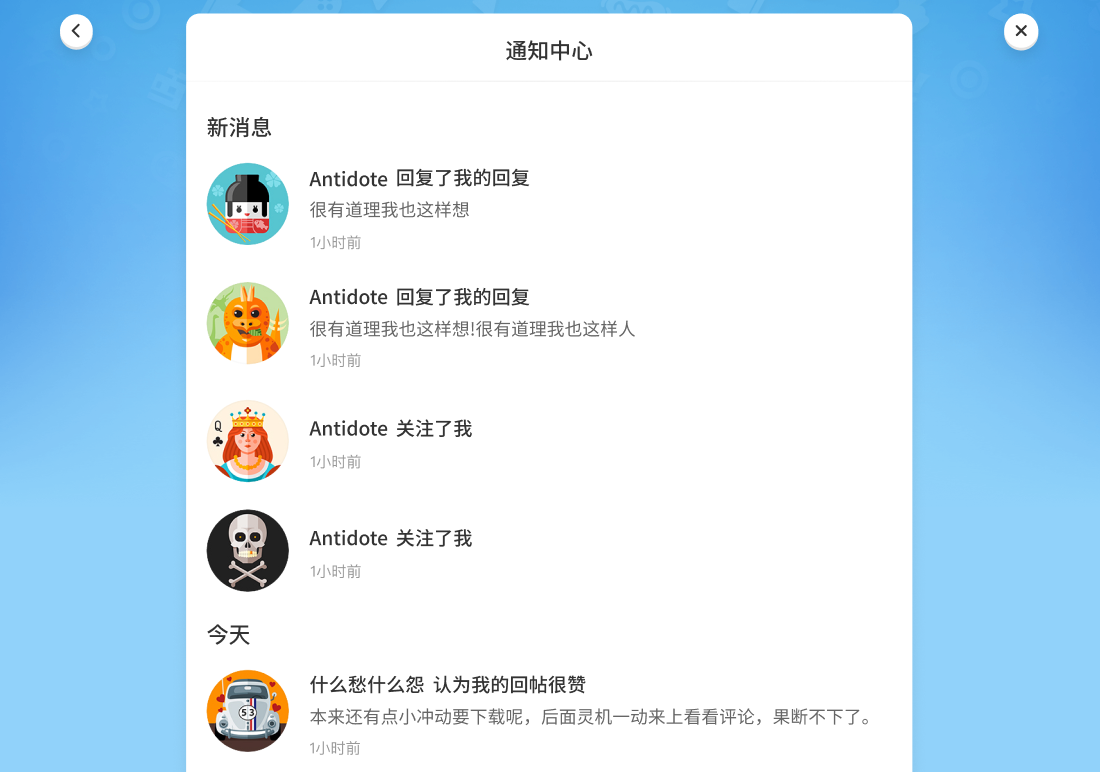 通知中心
新消息
Antidote 回复了我的回复
很有道理我也这样想
1小时前
Antidote 回复了我的回复
很有道理我也这样想!很有道理我也这样人
1小时前
Q
Antidote 关注了我
1小时前
Antidote 关注了我
1小时前
今天
什么愁什么怨 认为我的回帖很赞
53
本来还有点小冲动要下载呢，后面灵机一动来上看看评论，果断不下了。
1小时前